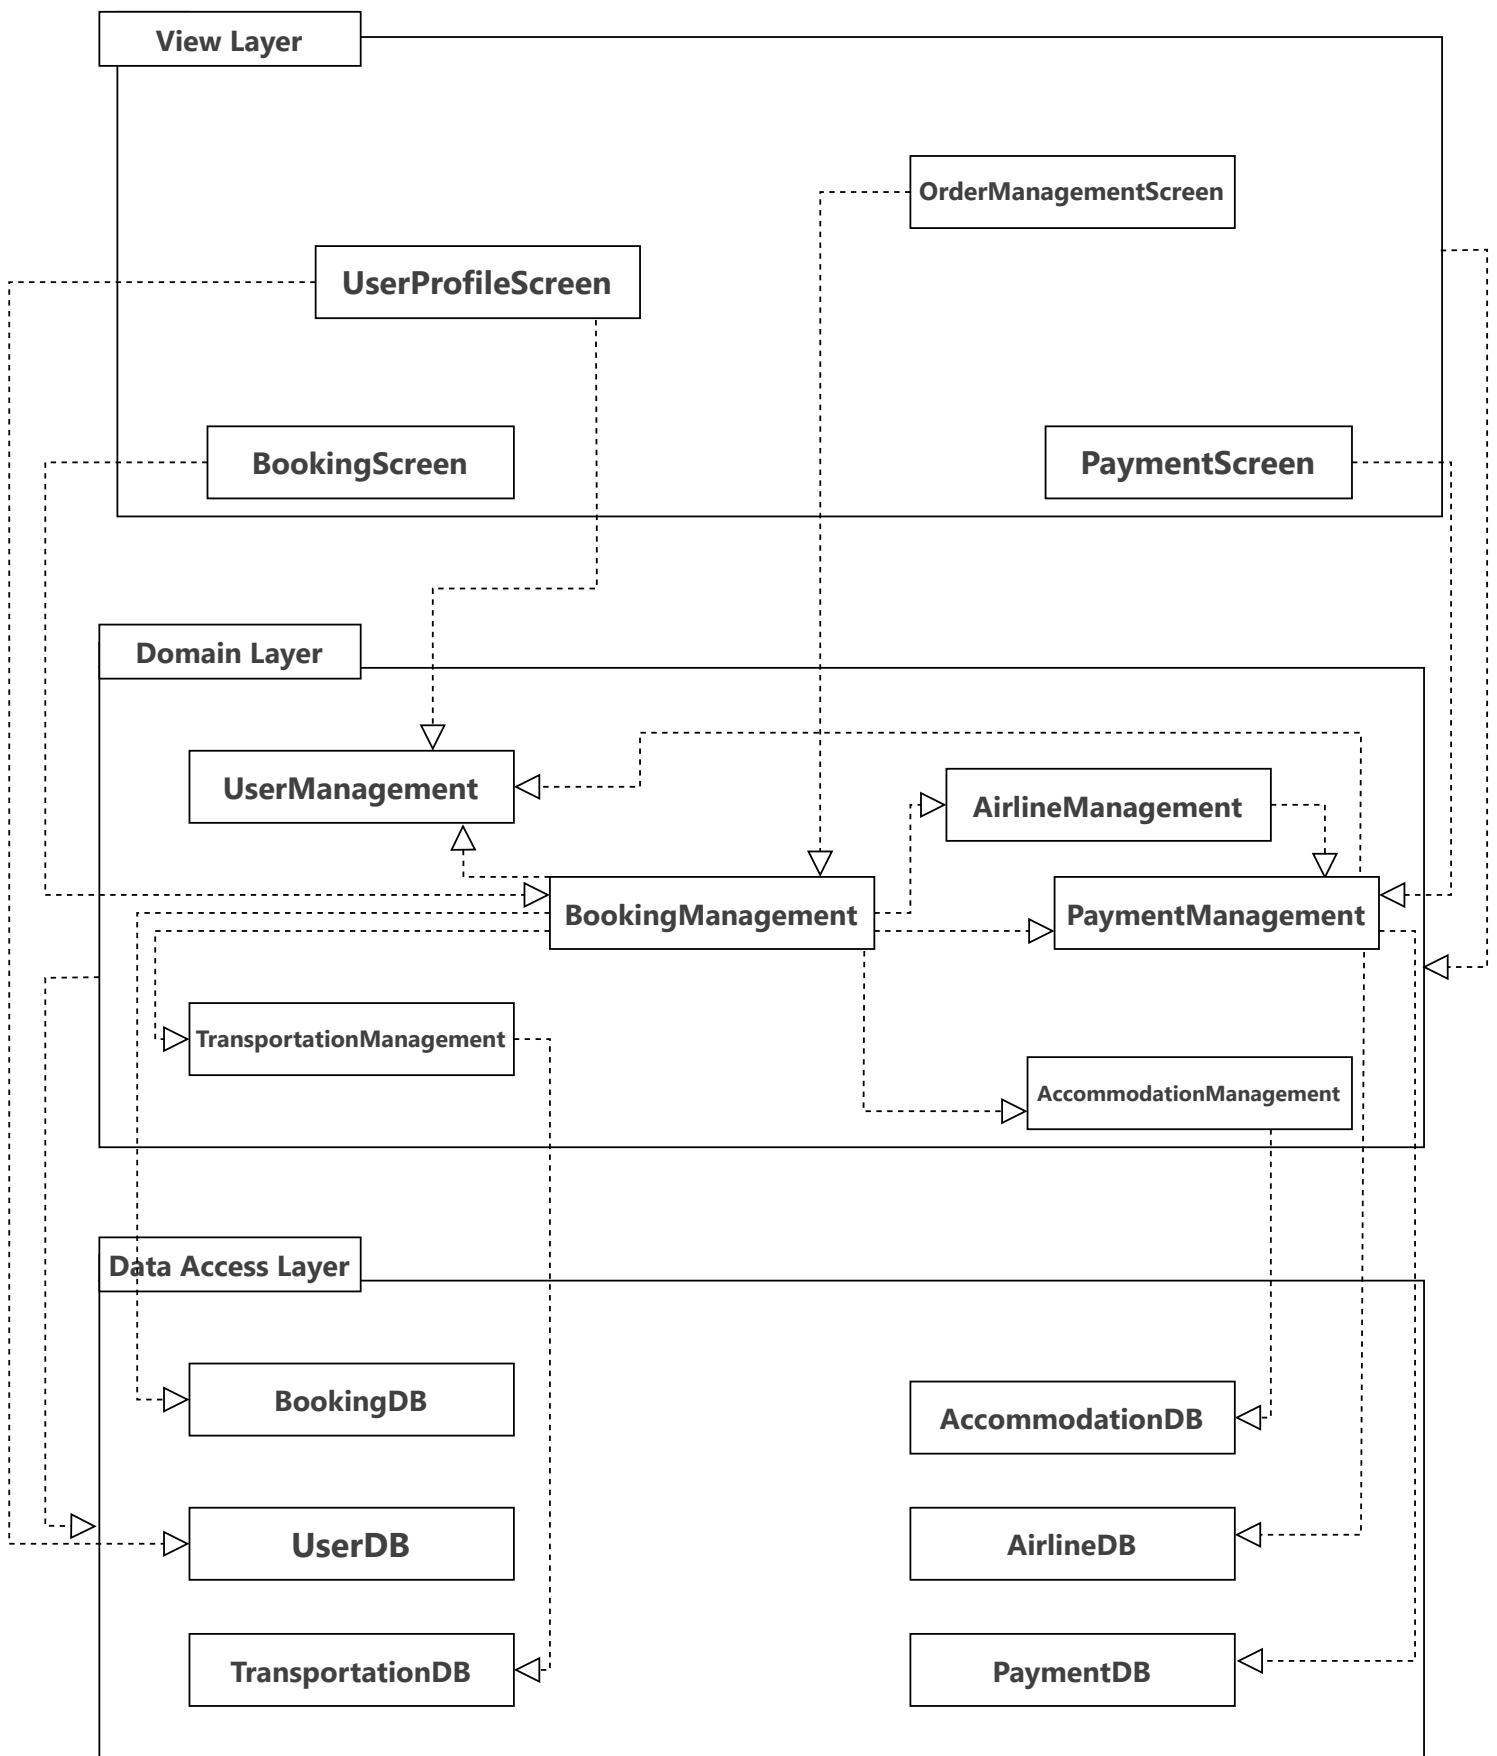 View Layer
OrderManagementScreen
UserProfileScreen
BookingScreen
PaymentScreen
Domain Layer
UserManagement
AirlineManagement
BookingManagement
PaymentManagement
TransportationManagement
AccommodationManagement
Data Access Layer
BookingDB
AccommodationDB
UserDB
AirlineDB
TransportationDB
PaymentDB